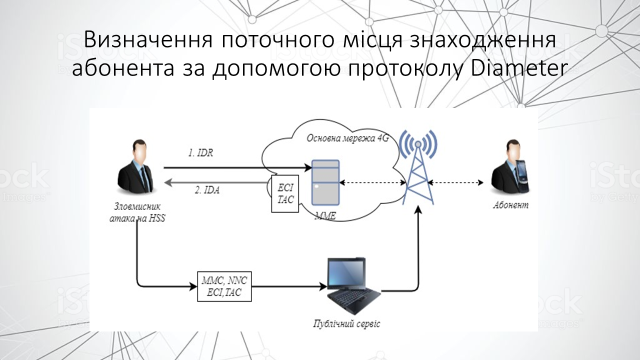 Визначення поточного місця знаходження
абонента за допомогою протоколу Diameter
Основна мережа 4G
1. IDR
2. IDA
ECI
TAC
MME
Зловмисник
атака на HSS
Абонент
MMC, NNC
ECI,TAC
Публічний сервіс